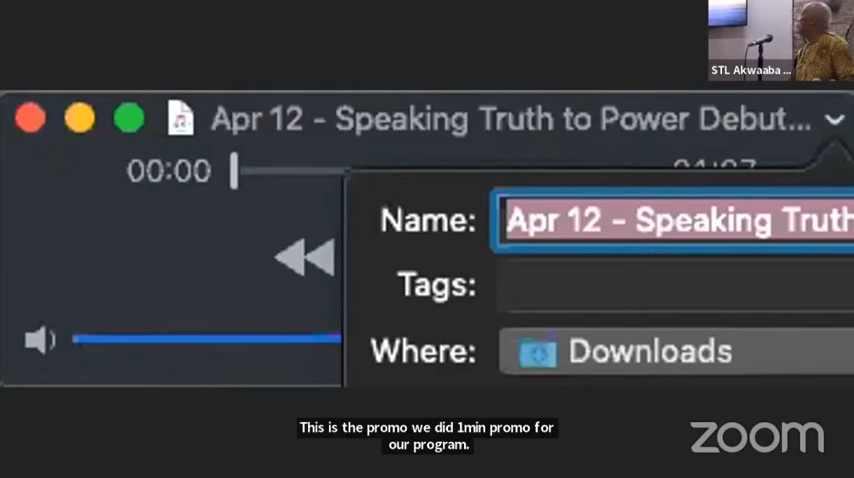 STL Akwaaba ...
Apr 12 - Speaking Truth to Power Debut...
00:00
Name: Apr 12 - Speaking Truth
Tags:
Where: Downloads
This is the promo we did 1min promo for
our program.
zoom